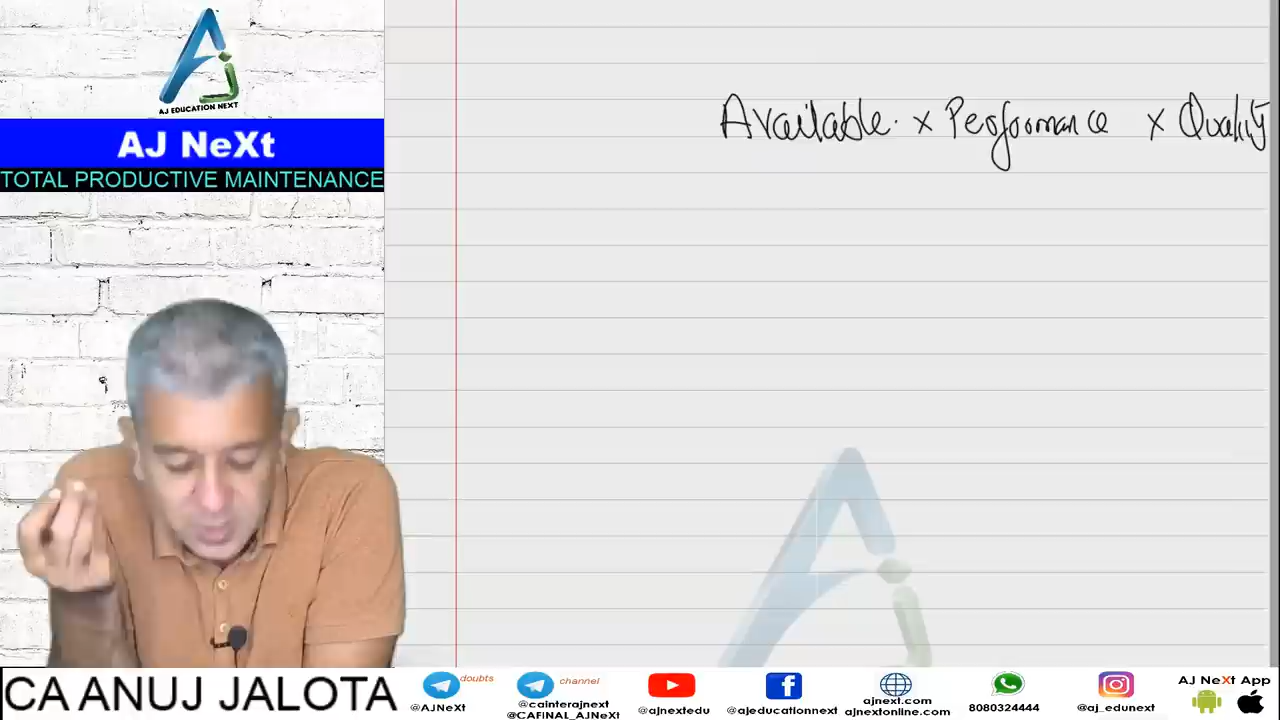 AJ EDUCATION NEXT
AJ NeXt
TOTAL PRODUCTIVE MAINTENANCE
Available. x Performance x Quality
CA ANUJ JALOTA
doubts
@AJNext
channel
@cainterajnext
@CAFINAL_AJNext
@ajnextedu
@ajeducationnext
ajnext.com
ajnextonline.com
8080324444
@aj_edunext
AJ NeXt App